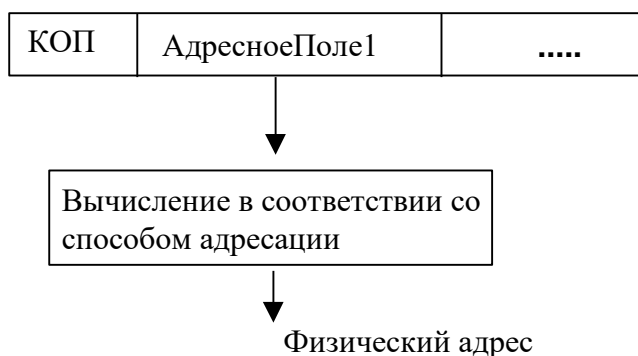 КОП АдресноеПоле1 .....
Вычисление в соответствии со
способом адресации
Физический адрес